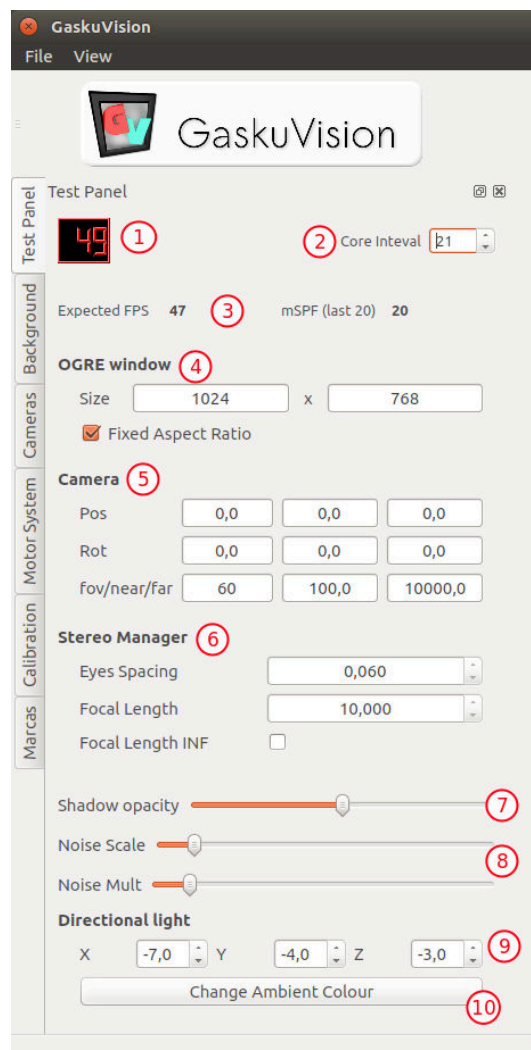 GaskuVision
File View
GV GaskuVision
Test Panel
Test Panel
Background
Cameras
Motor System
Calibration
Marcas
49 1 2 Core Inteval 21
Expected FPS 47 3 mSPF (last 20) 20
OGRE window 4
Size 1024 x 768
Fixed Aspect Ratio
Camera 5
Pos 0,0 0,0 0,0
Rot 0,0 0,0 0,0
fov/near/far 60 100,0 10000,0
Stereo Manager 6
Eyes Spacing 0,060
Focal Length 10,000
Focal Length INF
Shadow opacity 7
Noise Scale 8
Noise Mult
Directional light
X -7,0 Y -4,0 Z -3,0 9
Change Ambient Colour 10